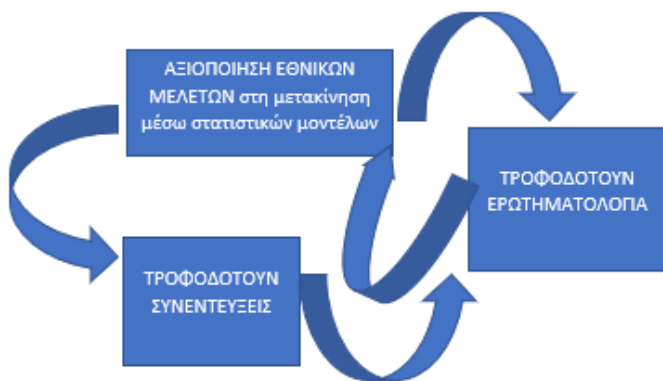 ΑΞΙΟΠΟΙΗΣΗ ΕΘΝΙΚΩΝ
ΜΕΛΕΤΩΝ στη μετακίνηση
μέσω στατιστικών μοντέλων
ΤΡΟΦΟΔΟΤΟΥΝ
ΕΡΩΤΗΜΑΤΟΛΟΓΙΑ
ΤΡΟΦΟΔΟΤΟΥΝ
ΣΥΝΕΝΤΕΥΞΕΙΣ